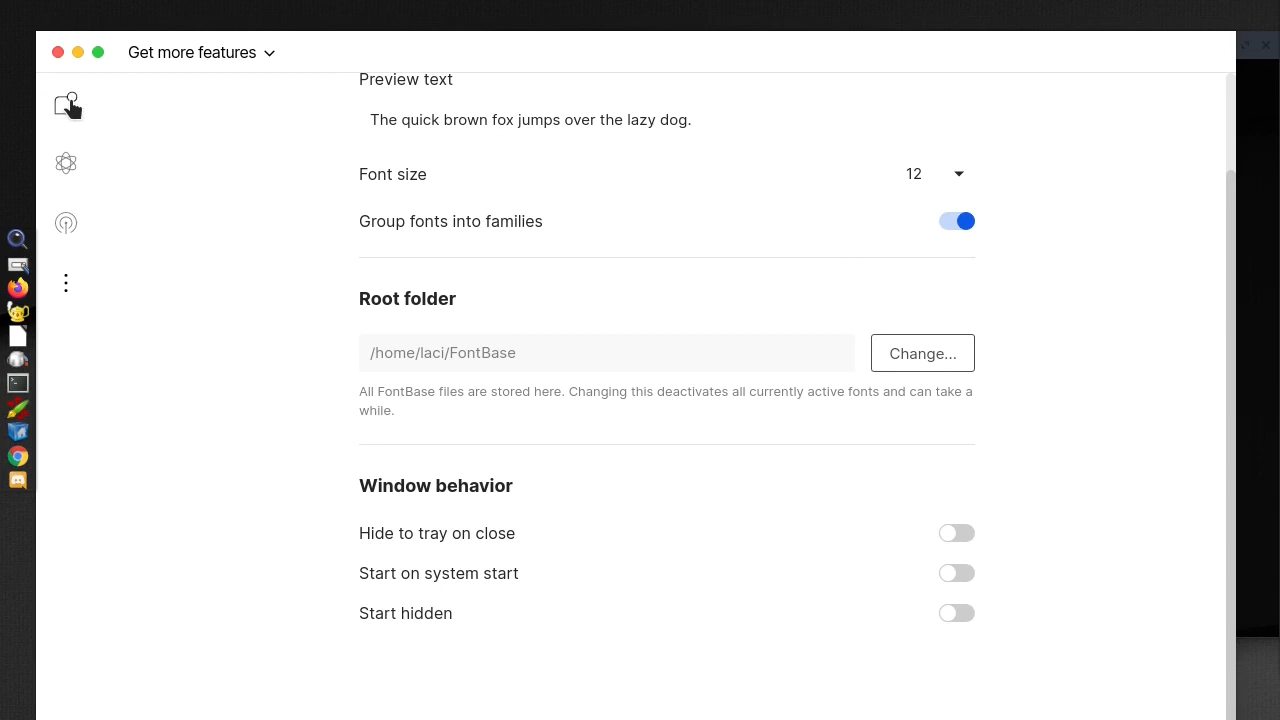 Get more features
Preview text
The quick brown fox jumps over the lazy dog.
Font size 12
Group fonts into families
Root folder
/home/laci/FontBase Change...
All FontBase files are stored here. Changing this deactivates all currently active fonts and can take a
while.
Window behavior
Hide to tray on close
Start on system start
Start hidden